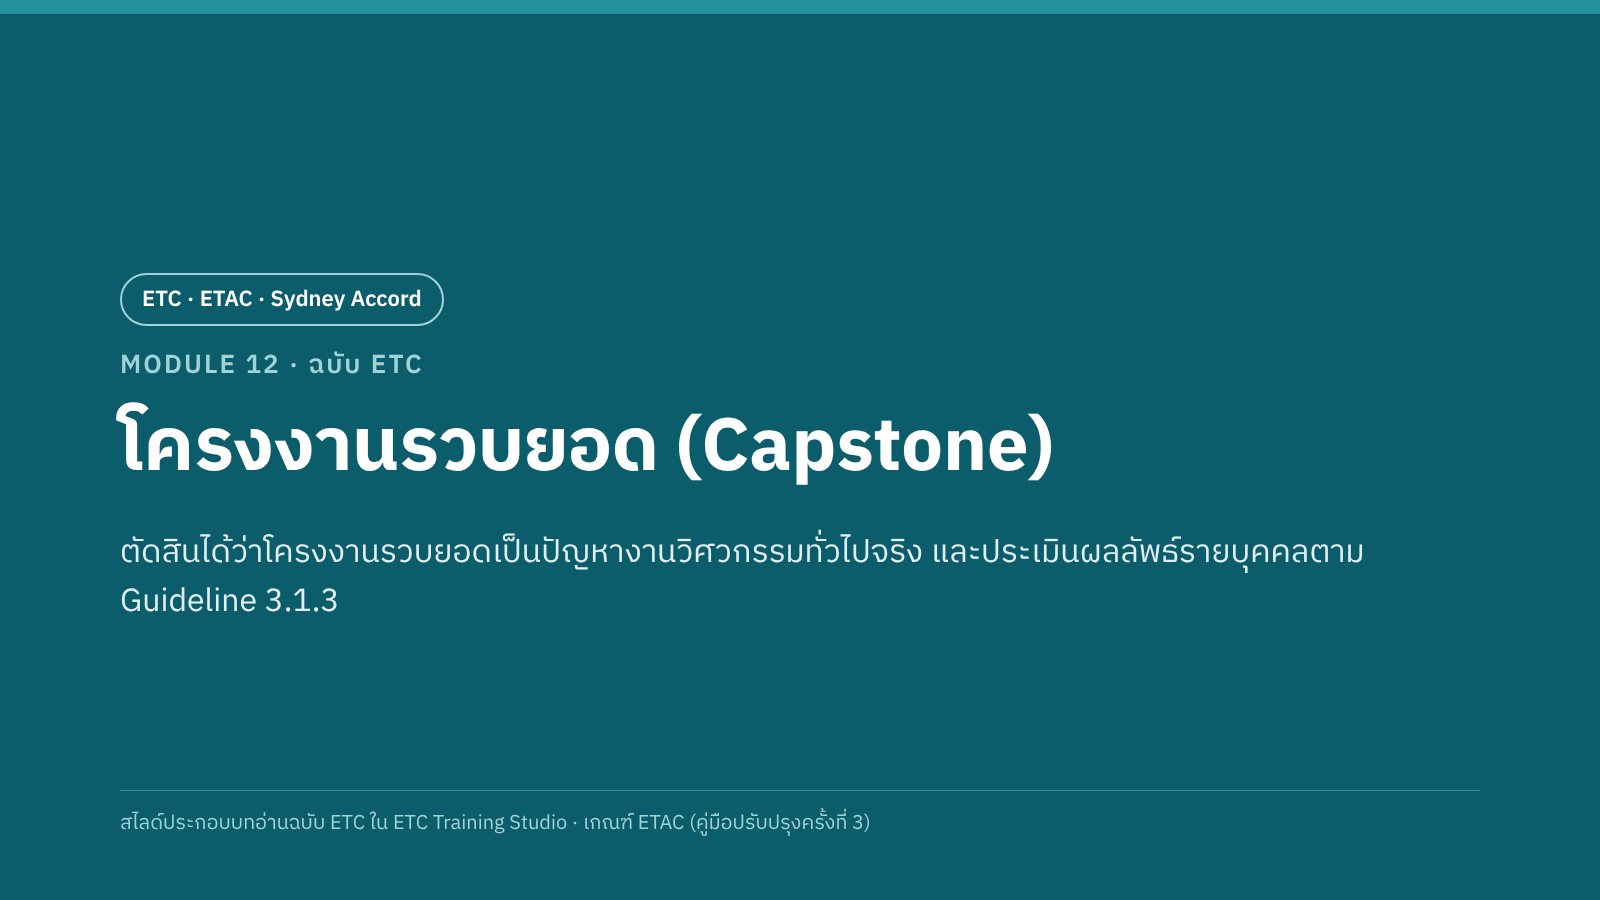 ETC · ETAC · Sydney Accord
MODULE 12 · ฉบับ ETC
โครงงานรวบยอด (Capstone)
ตัดสินได้ว่าโครงงานรวบยอดเป็นปัญหางานวิศวกรรมทั่วไปจริง และประเมินผลลัพธ์รายบุคคลตาม
Guideline 3.1.3
สไลด์ประกอบบทอ่านฉบับ ETC ใน ETC Training Studio · เกณฑ์ ETAC (คู่มือปรับปรุงครั้งที่ 3)